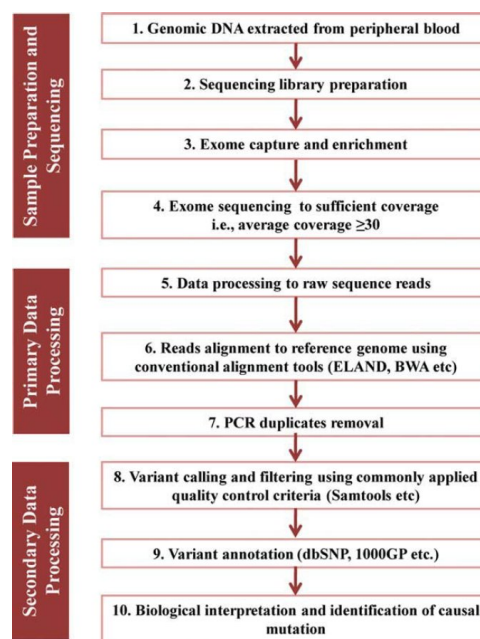 Sample Preparation and
Sequencing
1. Genomic DNA extracted from peripheral blood
2. Sequencing library preparation
3. Exome capture and enrichment
4. Exome sequencing to sufficient coverage
i.e., average coverage ≥30
Primary Data
Processing
5. Data processing to raw sequence reads
6. Reads alignment to reference genome using
conventional alignment tools (ELAND, BWA etc)
7. PCR duplicates removal
Secondary Data
Processing
8. Variant calling and filtering using commonly applied
quality control criteria (Samtools etc)
9. Variant annotation (dbSNP, 1000GP etc.)
10. Biological interpretation and identification of causal
mutation